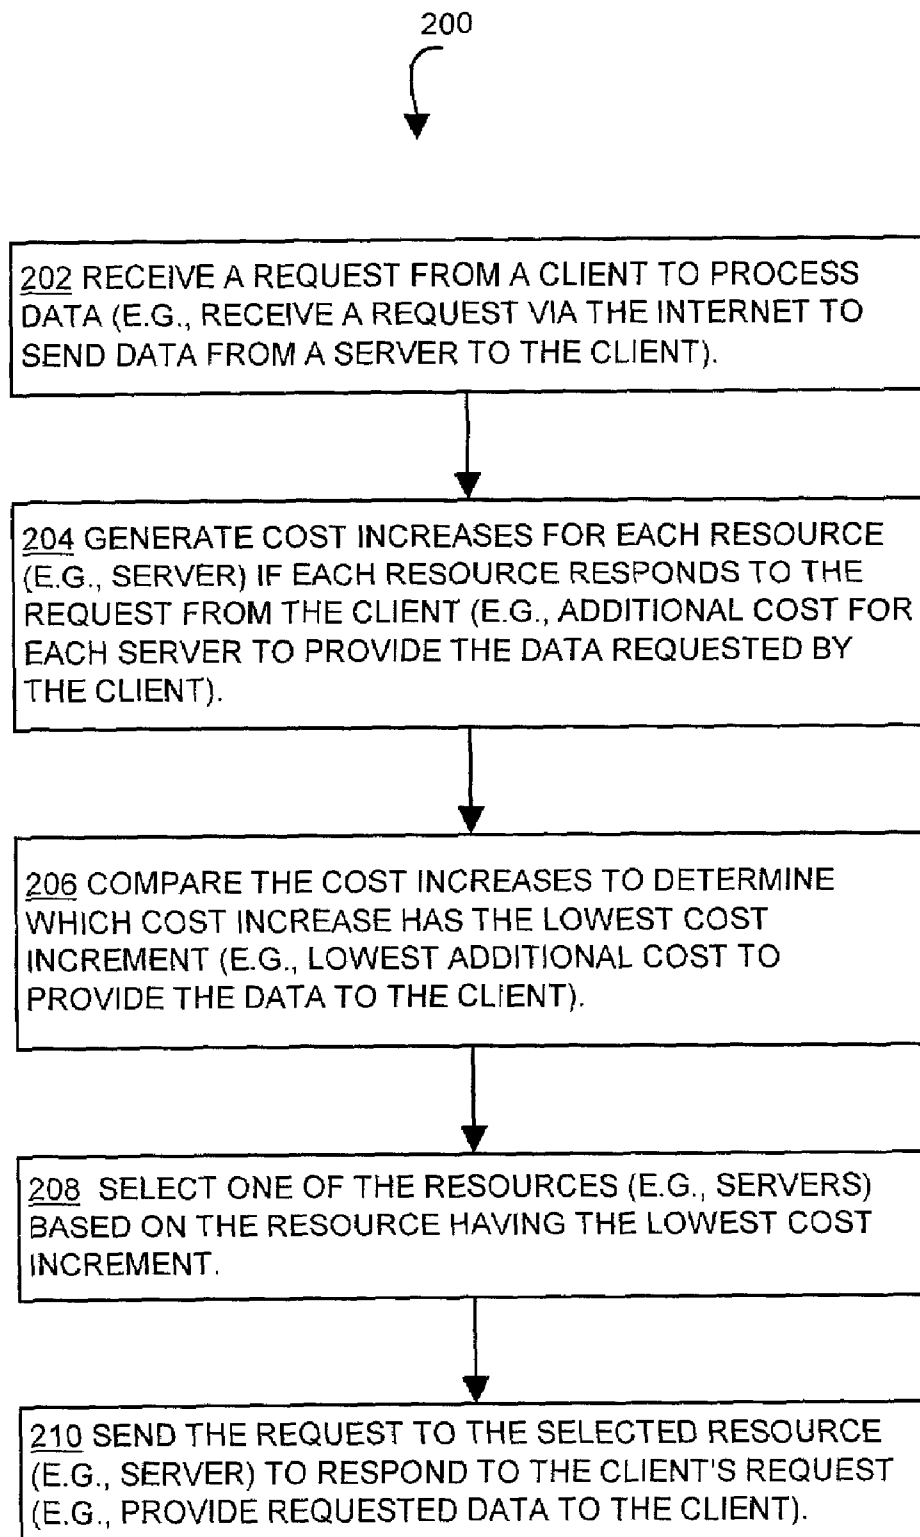 200
202 RECEIVE A REQUEST FROM A CLIENT TO PROCESS
DATA (E.G., RECEIVE A REQUEST VIA THE INTERNET TO
SEND DATA FROM A SERVER TO THE CLIENT).
204 GENERATE COST INCREASES FOR EACH RESOURCE
(E.G., SERVER) IF EACH RESOURCE RESPONDS TO THE
REQUEST FROM THE CLIENT (E.G., ADDITIONAL COST FOR
EACH SERVER TO PROVIDE THE DATA REQUESTED BY
THE CLIENT).
206 COMPARE THE COST INCREASES TO DETERMINE
WHICH COST INCREASE HAS THE LOWEST COST
INCREMENT (E.G., LOWEST ADDITIONAL COST TO
PROVIDE THE DATA TO THE CLIENT).
208 SELECT ONE OF THE RESOURCES (E.G., SERVERS)
BASED ON THE RESOURCE HAVING THE LOWEST COST
INCREMENT.
210 SEND THE REQUEST TO THE SELECTED RESOURCE
(E.G., SERVER) TO RESPOND TO THE CLIENT'S REQUEST
(E.G., PROVIDE REQUESTED DATA TO THE CLIENT).